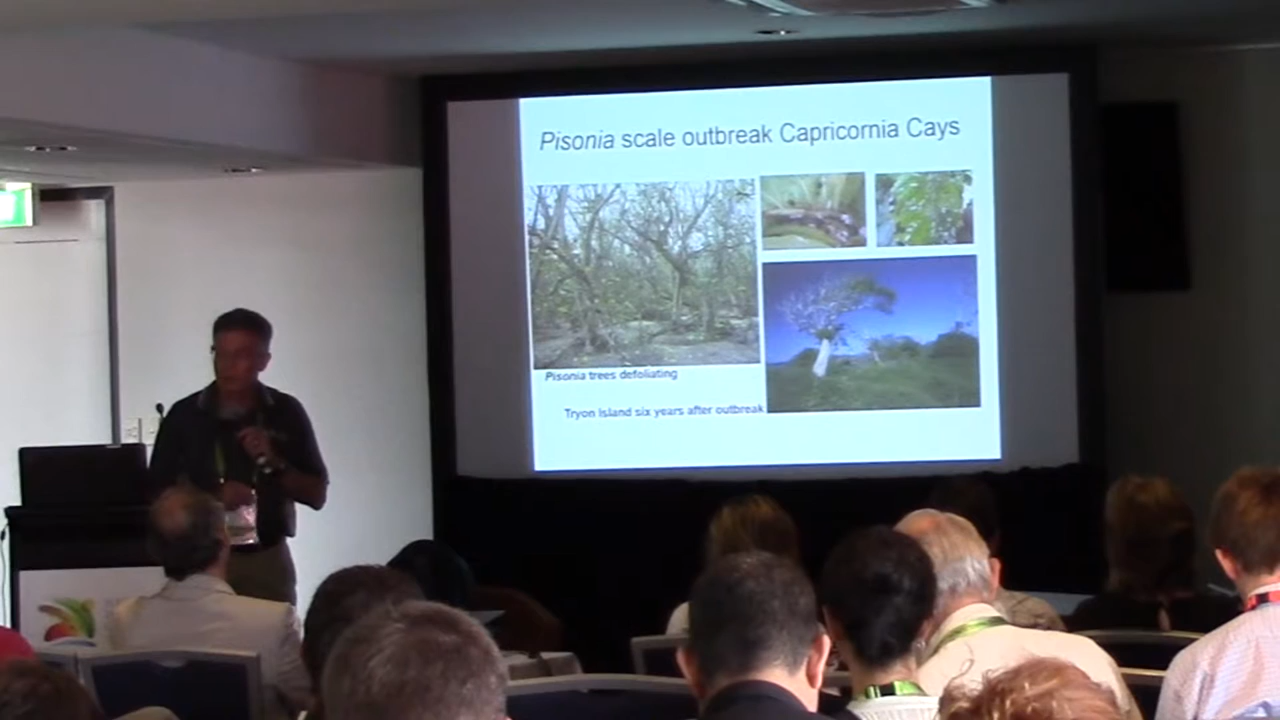 Pisonia scale outbreak Capricornia Cays
Pisonia trees defoliating
Tryon Island six years after outbreak